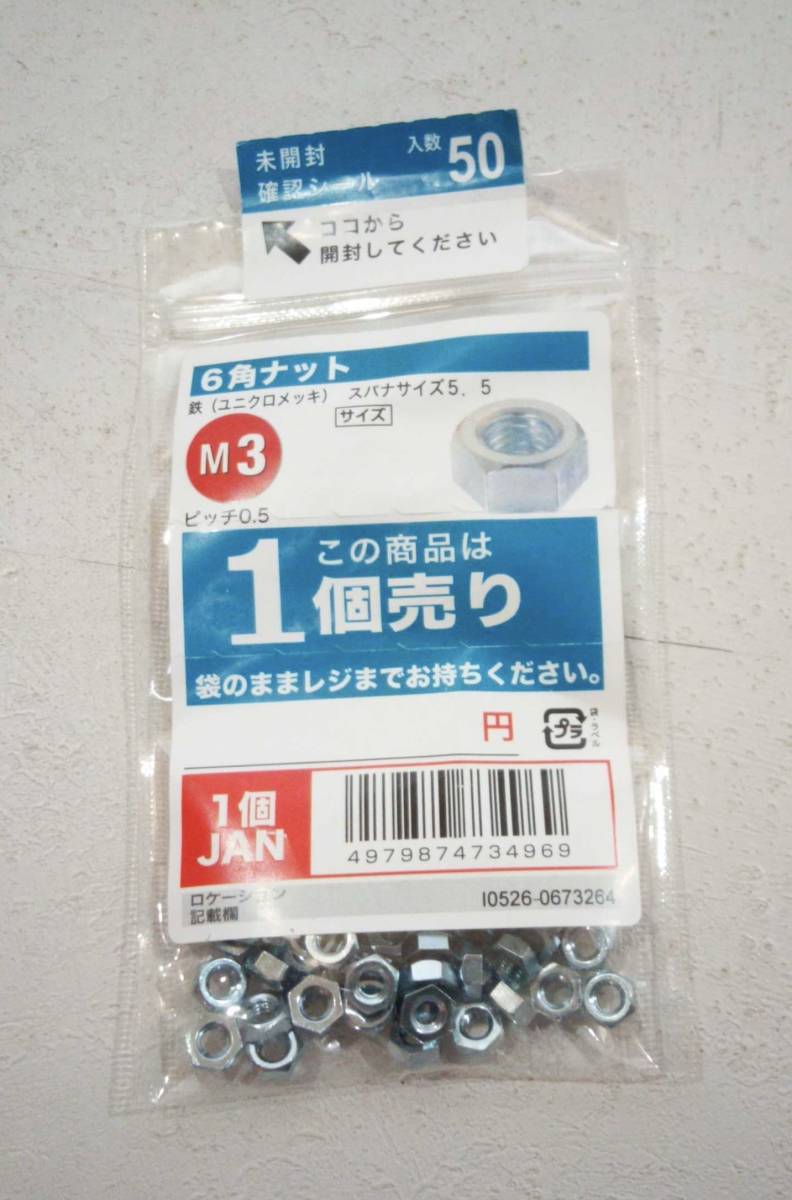 未開封
確認シール
入数 50
ココから
開封してください
6角ナット
鉄（ユニクロメッキ） スパナサイズ5．5
サイズ
M3
ピッチ0.5
この商品は
1個売り
袋のままレジまでお持ちください。
円
プラ
袋・ラベル
1個
JAN
4979874734969
ロケーション
記載欄
I0526-0673264